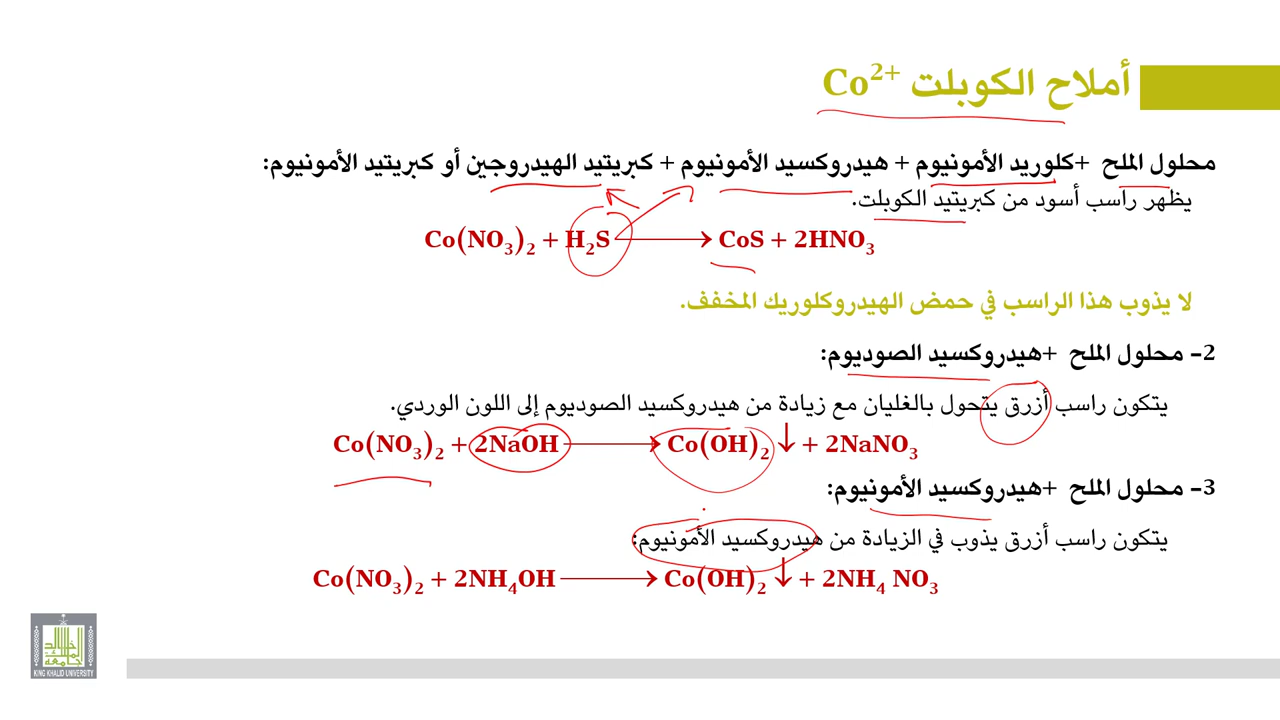 أملاح الكوبلت Co²⁺
محلول الملح +كلوريد الأمونيوم + هيدروكسيد الأمونيوم + كبريتيد الهيدروجين أو كبريتيد الأمونيوم:
يظهر راسب أسود من كبريتيد الكوبلت.
Co(NO₃)₂ + H₂S ⟶ CoS + 2HNO₃
لا يذوب هذا الراسب في حمض الهيدروكلوريك المخفف.
2- محلول الملح +هيدروكسيد الصوديوم:
يتكون راسب أزرق يتحول بالغليان مع زيادة من هيدروكسيد الصوديوم إلى اللون الوردي.
Co(NO₃)₂ + 2NaOH ⟶ Co(OH)₂ ↓ + 2NaNO₃
3- محلول الملح +هيدروكسيد الأمونيوم:
يتكون راسب أزرق يذوب في الزيادة من هيدروكسيد الأمونيوم:
Co(NO₃)₂ + 2NH₄OH ⟶ Co(OH)₂ ↓ + 2NH₄ NO₃
جامعة الملك خالد
KING KHALID UNIVERSITY